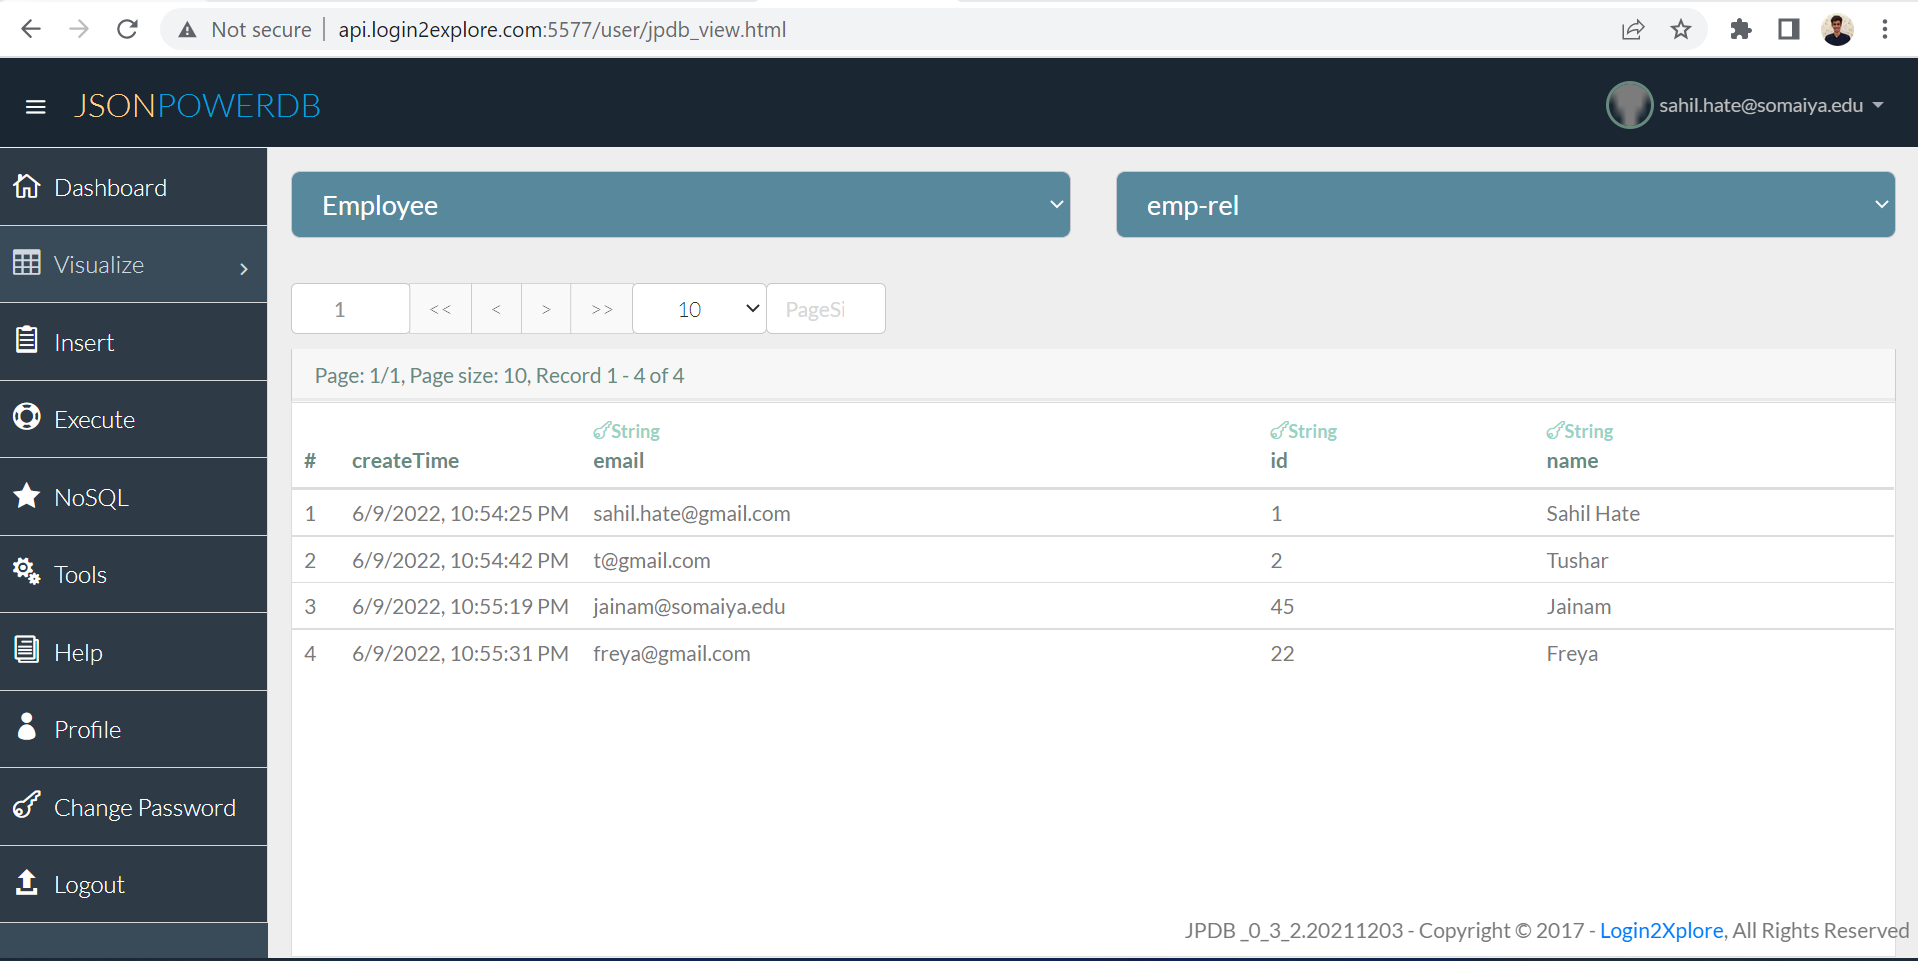 Not secure | api.login2explore.com:5577/user/jpdb_view.html
JSONPOWERDB
sahil.hate@somaiya.edu
Dashboard
Visualize
Insert
Execute
NoSQL
Tools
Help
Profile
Change Password
Logout
Employee
emp-rel
1 << < > >> 10 PageSi
Page: 1/1, Page size: 10, Record 1 - 4 of 4
String String String
# createTime email id name
1 6/9/2022, 10:54:25 PM sahil.hate@gmail.com 1 Sahil Hate
2 6/9/2022, 10:54:42 PM t@gmail.com 2 Tushar
3 6/9/2022, 10:55:19 PM jainam@somaiya.edu 45 Jainam
4 6/9/2022, 10:55:31 PM freya@gmail.com 22 Freya
JPDB_0_3_2.20211203 - Copyright © 2017 - Login2Xplore, All Rights Reserved